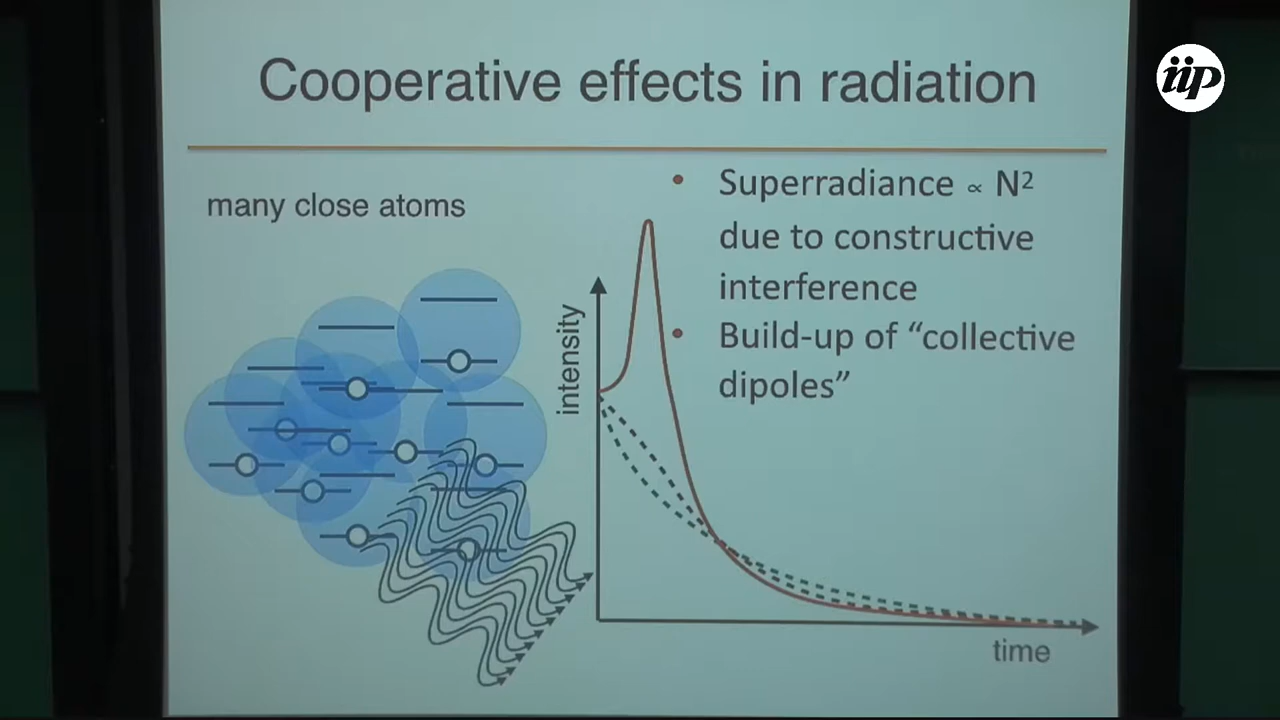 Cooperative effects in radiation
iip
many close atoms
• Superradiance ∝ N²
due to constructive
interference
• Build-up of “collective
dipoles”
intensity
time